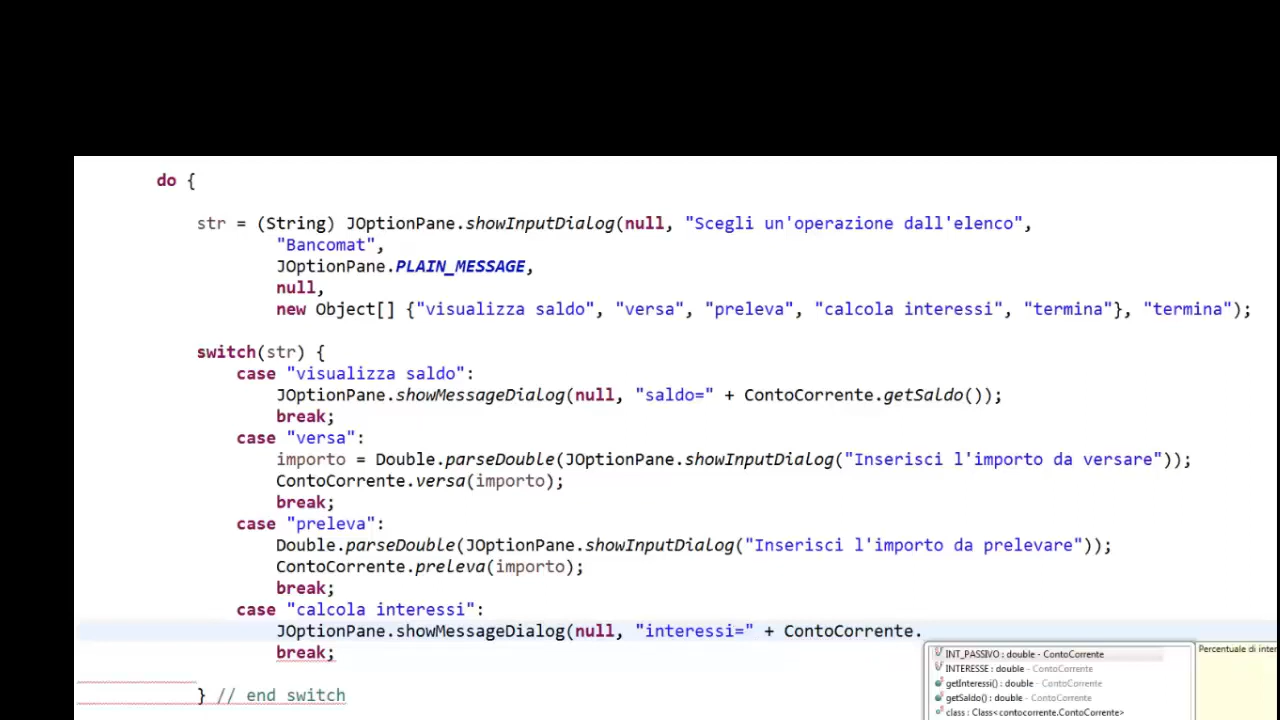 do {
str = (String) JOptionPane.showInputDialog(null, "Scegli un'operazione dall'elenco",
"Bancomat",
JOptionPane.PLAIN_MESSAGE,
null,
new Object[] {"visualizza saldo", "versa", "preleva", "calcola interessi", "termina"}, "termina");
switch(str) {
case "visualizza saldo":
JOptionPane.showMessageDialog(null, "saldo=" + ContoCorrente.getSaldo());
break;
case "versa":
importo = Double.parseDouble(JOptionPane.showInputDialog("Inserisci l'importo da versare"));
ContoCorrente.versa(importo);
break;
case "preleva":
Double.parseDouble(JOptionPane.showInputDialog("Inserisci l'importo da prelevare"));
ContoCorrente.preleva(importo);
break;
case "calcola interessi":
JOptionPane.showMessageDialog(null, "interessi=" + ContoCorrente.
break;
} // end switch
INT_PASSIVO : double - ContoCorrente
INTERESSE : double - ContoCorrente
getInteressi() : double - ContoCorrente
getSaldo() : double - ContoCorrente
class : Class<contocorrente.ContoCorrente>
Percentuale di inter